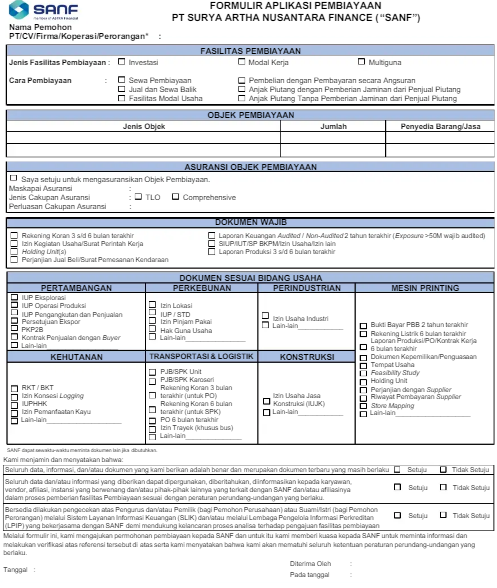 SANF
FORMULIR APLIKASI PEMBIAYAAN
PT SURYA ARTHA NUSANTARA FINANCE ("SANF")
Nama Pemohon
PT/CV/Firma/Koperasi/Perorangan* :
FASILITAS PEMBIAYAAN
Jenis Fasilitas Pembiayaan : Investasi Modal Kerja Multiguna
Cara Pembiayaan : Sewa Pembiayaan Pembelian dengan Pembayaran secara Angsuran
Jual dan Sewa Balik Anjak Piutang dengan Pemberian Jaminan dari Penjual Piutang
Fasilitas Modal Usaha Anjak Piutang Tanpa Pemberian Jaminan dari Penjual Piutang
OBJEK PEMBIAYAAN
Jenis Objek Jumlah Penyedia Barang/Jasa
ASURANSI OBJEK PEMBIAYAAN
Saya setuju untuk mengasuransikan Objek Pembiayaan.
Maskapai Asuransi :
Jenis Cakupan Asuransi : TLO Comprehensive
Perluasan Cakupan Asuransi :
DOKUMEN WAJIB
Rekening Koran 3 s/d 6 bulan terakhir Laporan Keuangan Audited / Non-Audited 2 tahun terakhir (Exposure >50M wajib audited)
Izin Kegiatan Usaha/Surat Perintah Kerja SIUP/IUT/SP BKPM/Izin Usaha/Izin lain
Holding Unit(s) Laporan Produksi 3 s/d 6 bulan terakhir
Perjanjian Jual Beli/Surat Pemesanan Kendaraan
DOKUMEN SESUAI BIDANG USAHA
PERTAMBANGAN PERKEBUNAN PERINDUSTRIAN MESIN PRINTING
IUP Eksplorasi
IUP Operasi Produksi
IUP Pengangkutan dan Penjualan
Persetujuan Ekspor
PKP2B
Kontrak Penjualan dengan Buyer
Lain-lain
Izin Lokasi
IUP / STD
Izin Pinjam Pakai
Hak Guna Usaha
Lain-lain
Izin Usaha Industri
Lain-lain
Bukti Bayar PBB 2 tahun terakhir
Rekening Listrik 6 bulan terakhir
Laporan Produksi/PO/Kontrak Kerja
6 bulan terakhir
Dokumen Kepemilikan/Penguasaan
Tempat Usaha
Feasibility Study
Holding Unit
Perjanjian dengan Supplier
Riwayat Pembayaran Supplier
Store Mapping
Lain-lain
KEHUTANAN TRANSPORTASI & LOGISTIK KONSTRUKSI
RKT / BKT
Izin Konsesi Logging
IUPHHK
Izin Pemanfaatan Kayu
Lain-lain
PJB/SPK Unit
PJB/SPK Karoseri
Rekening Koran 3 bulan
terakhir (untuk PO)
Rekening Koran 6 bulan
terakhir (untuk SPK)
PO 6 bulan terakhir
Izin Trayek (khusus bus)
Lain-lain
Izin Usaha Jasa
Konstruksi (IUJK)
Lain-lain
SANF dapat sewaktu-waktu meminta dokumen lain jika dibutuhkan.
Kami menjamin dan menyatakan bahwa:
Seluruh data, informasi, dan/atau dokumen yang kami berikan adalah benar dan merupakan dokumen terbaru yang masih berlaku Setuju Tidak Setuju
Seluruh data dan/atau informasi yang diberikan dapat dipergunakan, diberitahukan, diinformasikan kepada karyawan,
vendor, afiliasi, instansi yang berwenang dan/atau pihak-pihak lainnya yang terkait dengan SANF dan/atau afiliasinya
dalam proses pemberian fasilitas Pembiayaan sesuai dengan peraturan perundang-undangan yang berlaku. Setuju Tidak Setuju
Bersedia dilakukan pengecekan atas Pengurus dan/atau Pemilik (bagi Pemohon Perusahaan) atau Suami/Istri (bagi Pemohon
Perorangan) melalui Sistem Layanan Informasi Keuangan (SLIK) dan/atau melalui Lembaga Pengelola Informasi Perkreditan
(LPIP) yang bekerjasama dengan SANF demi mendukung kelancaran proses analisa terhadap pengajuan fasilitas pembiayaan Setuju Tidak Setuju
Melalui formulir ini, kami mengajukan permohonan pembiayaan kepada SANF dan untuk itu kami memberi kuasa kepada SANF untuk meminta informasi dan
melakukan verifikasi atas referensi tersebut di atas serta kami menyatakan bahwa kami akan mematuhi seluruh ketentuan peraturan perundang-undangan yang
berlaku.
Diterima Oleh :
Tanggal :
Pada tanggal :